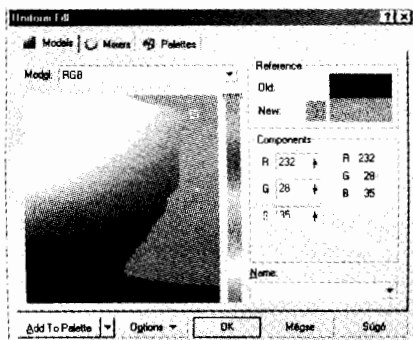 Uniform Fill
Models Mixers Palettes
Model: RGB
Reference
Old:
New:
Components
R 232 R 232
G 28 G 28
B 35
35
Name:
Add To Palette Options OK Mégse Súgó